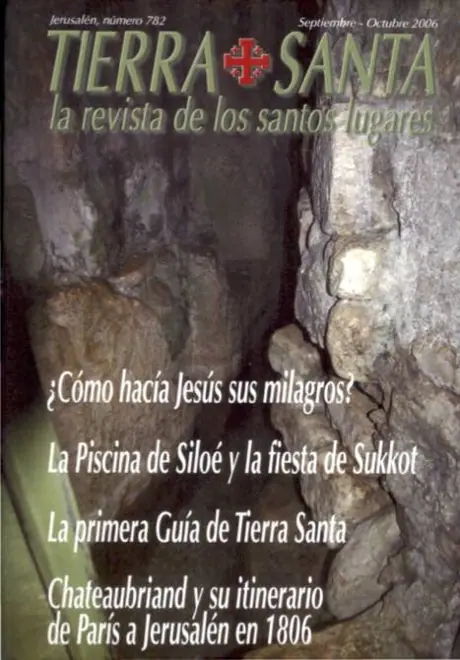 Jerusalén, número 782
Septiembre - Octubre 2006
TIERRA SANTA
la revista de los santos lugares
¿Cómo hacía Jesús sus milagros?
La Piscina de Siloé y la fiesta de Sukkot
La primera Guía de Tierra Santa
Chateaubriand y su itinerario
de París a Jerusalén en 1806